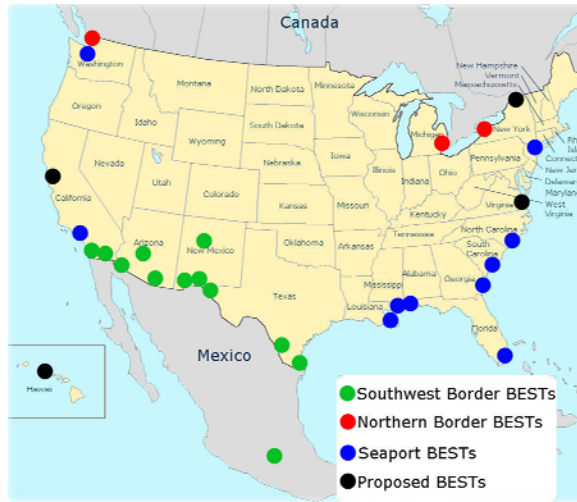 Canada
New Hampshire
Vermont
Massachusetts
Washington
Montana
North Dakota
Minnesota
Oregon
Idaho
South Dakota
Wisconsin
Michigan
New York
Wyoming
Iowa
Pennsylvania
Nevada
Nebraska
Illinois
Indiana
Ohio
New Jer
Delaware
Maryland
West
Virginia
Utah
Colorado
Kansas
Missouri
Kentucky
Virginia
California
Tennessee
North Carolina
Arizona
New Mexico
Oklahoma
Arkansas
South
Carolina
Mississippi
Alabama
Georgia
Texas
Louisiana
Florida
Mexico
Hawaii
Southwest Border BESTs
Northern Border BESTs
Seaport BESTs
Proposed BESTs